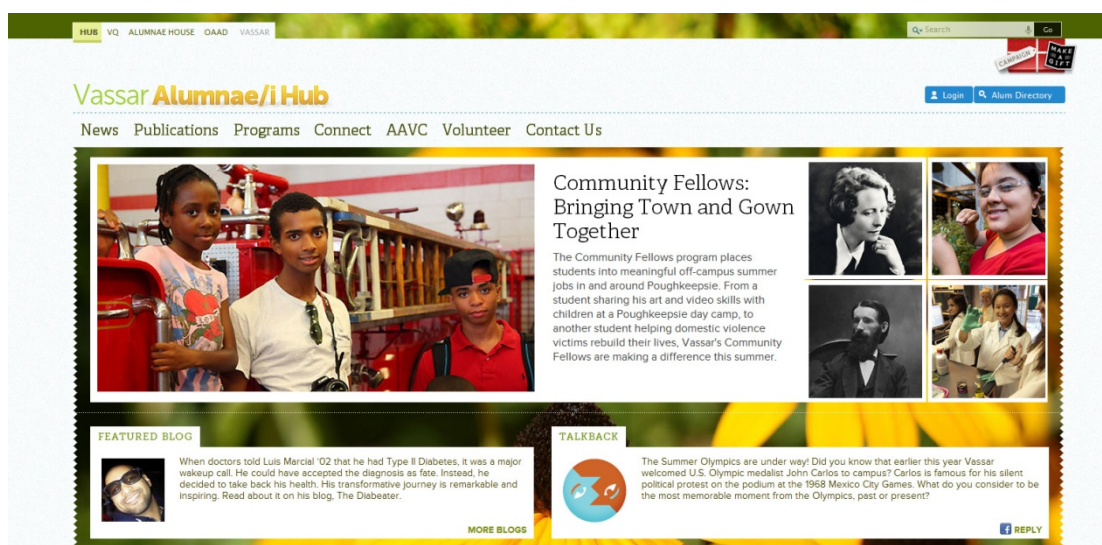 HUB VQ ALUMNAE HOUSE OAAD VASSAR
Search
Go
CAMPAIGN
MAKE
A
GIFT
Vassar Alumnae/i Hub
Login
Alum Directory
News Publications Programs Connect AAVC Volunteer Contact Us
Community Fellows:
Bringing Town and Gown
Together
The Community Fellows program places
students into meaningful off-campus summer
jobs in and around Poughkeepsie. From a
student sharing his art and video skills with
children at a Poughkeepsie day camp, to
another student helping domestic violence
victims rebuild their lives, Vassar's Community
Fellows are making a difference this summer.
FEATURED BLOG
When doctors told Luis Marcial '02 that he had Type II Diabetes, it was a major
wakeup call. He could have accepted the diagnosis as fate. Instead, he
decided to take back his health. His transformative journey is remarkable and
inspiring. Read about it on his blog, The Diabeater.
MORE BLOGS
TALKBACK
The Summer Olympics are under way! Did you know that earlier this year Vassar
welcomed U.S. Olympic medalist John Carlos to campus? Carlos is famous for his silent
political protest on the podium at the 1968 Mexico City Games. What do you consider to be
the most memorable moment from the Olympics, past or present?
REPLY